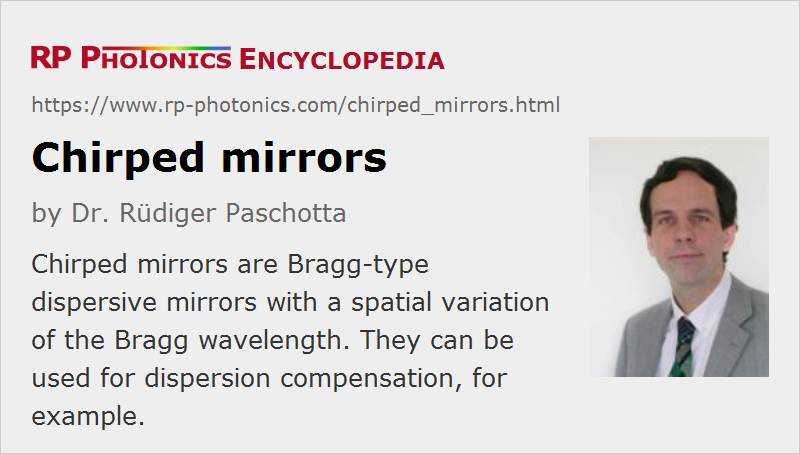 RP PHOTONICS ENCYCLOPEDIA
https://www.rp-photonics.com/chirped_mirrors.html
Chirped mirrors
by Dr. Rüdiger Paschotta
Chirped mirrors are Bragg-type
dispersive mirrors with a spatial variation
of the Bragg wavelength. They can be
used for dispersion compensation, for
example.